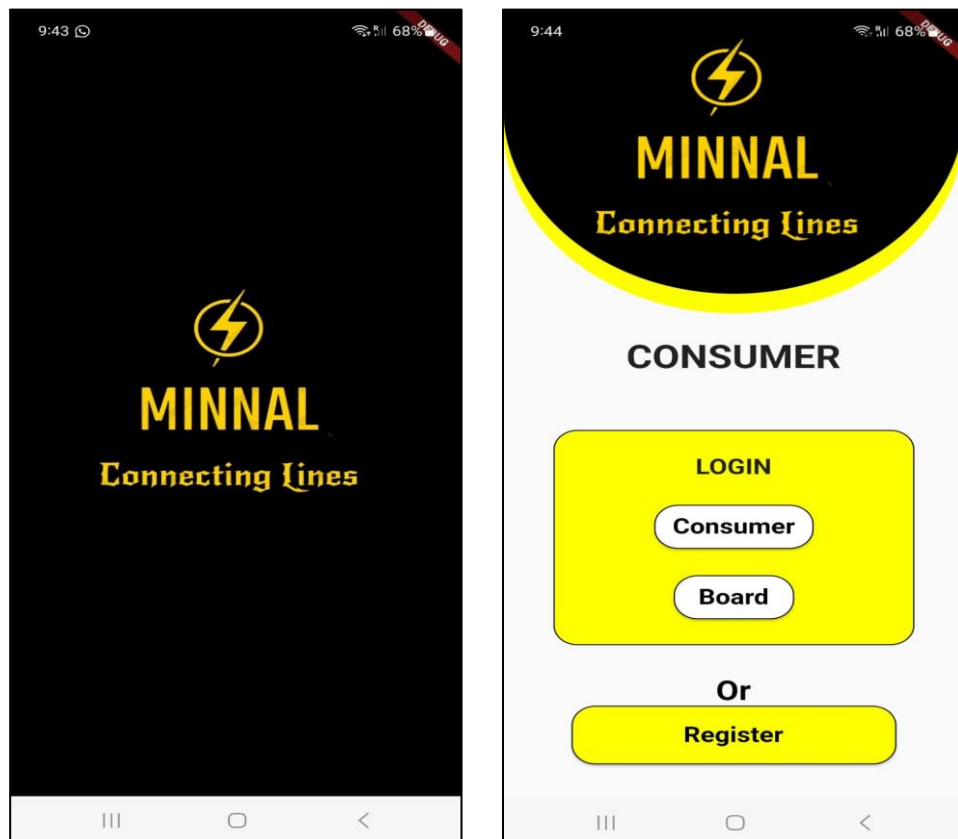 9:43
68%
DEBUG
MINNAL
Connecting Lines
9:44
68%
DEBUG
MINNAL
Connecting Lines
CONSUMER
LOGIN
Consumer
Board
Or
Register